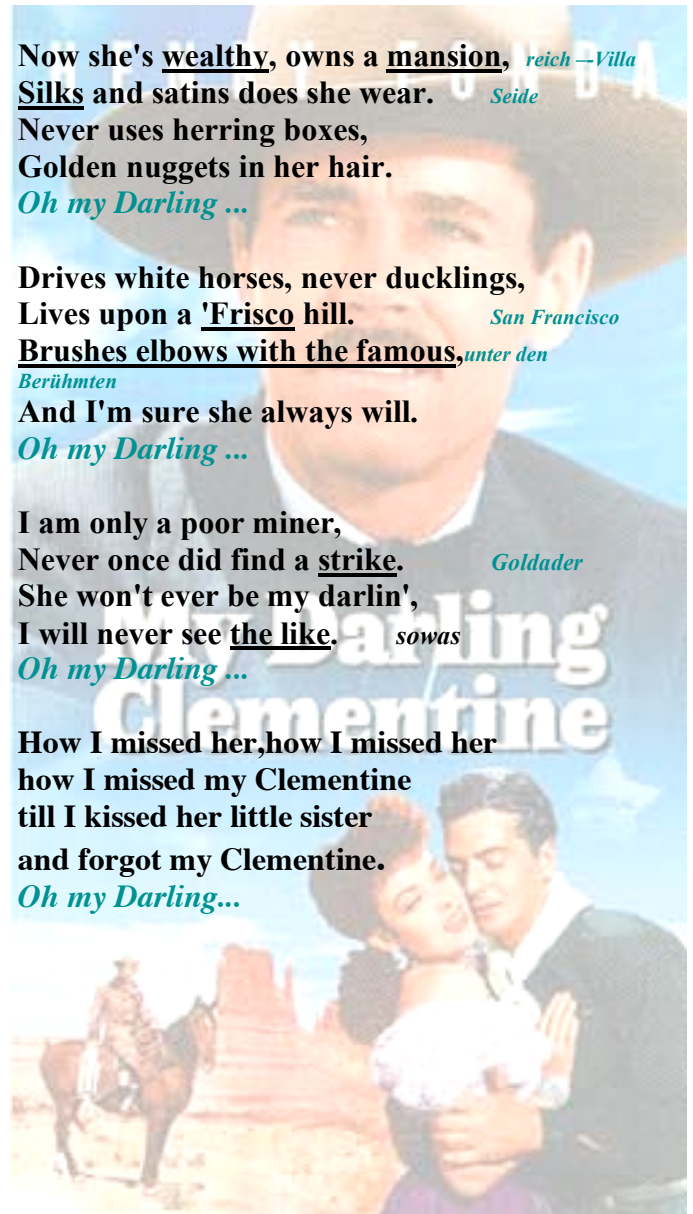 HENRY FONDA
Now she's wealthy, owns a mansion, reich –-Villa
Silks and satins does she wear. Seide
Never uses herring boxes,
Golden nuggets in her hair.
Oh my Darling ...
Drives white horses, never ducklings,
Lives upon a 'Frisco hill. San Francisco
Brushes elbows with the famous,unter den
Berühmten
And I'm sure she always will.
Oh my Darling ...
I am only a poor miner,
Never once did find a strike. Goldader
She won't ever be my darlin',
I will never see the like. sowas
Oh my Darling ...
My Darling
Clementine
How I missed her,how I missed her
how I missed my Clementine
till I kissed her little sister
and forgot my Clementine.
Oh my Darling...